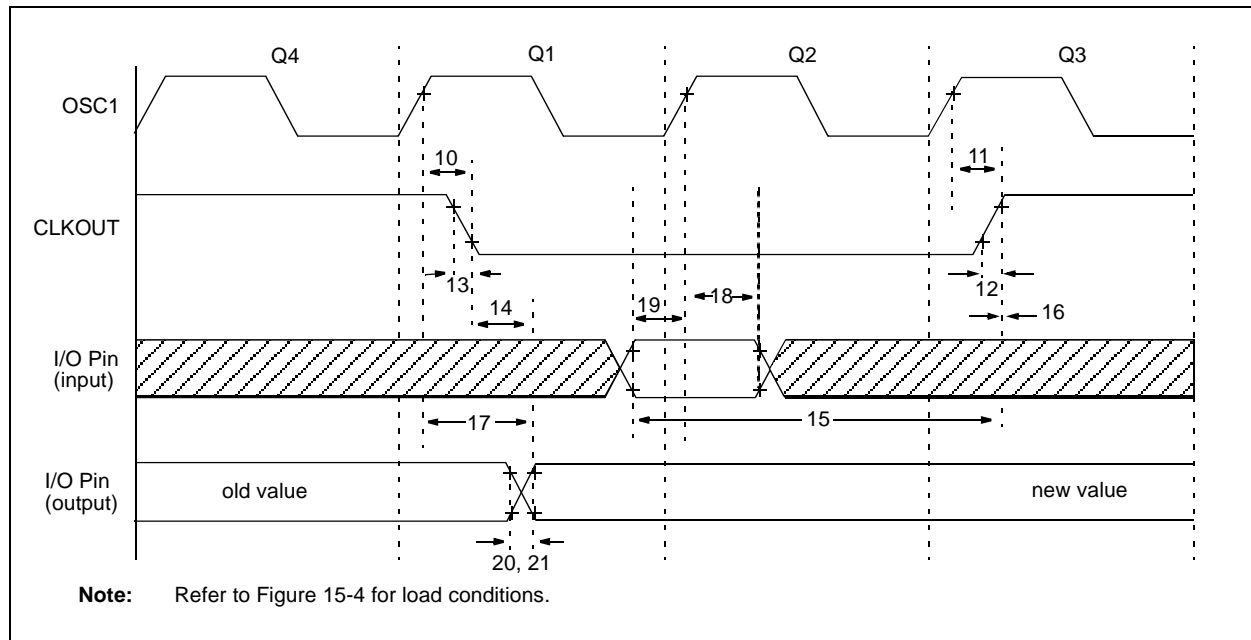 Q4 Q1 Q2 Q3
OSC1
10 11
CLKOUT
13 12
14 19 18 16
I/O Pin
(input)
17 15
I/O Pin
(output)
old value new value
20, 21
Note: Refer to Figure 15-4 for load conditions.